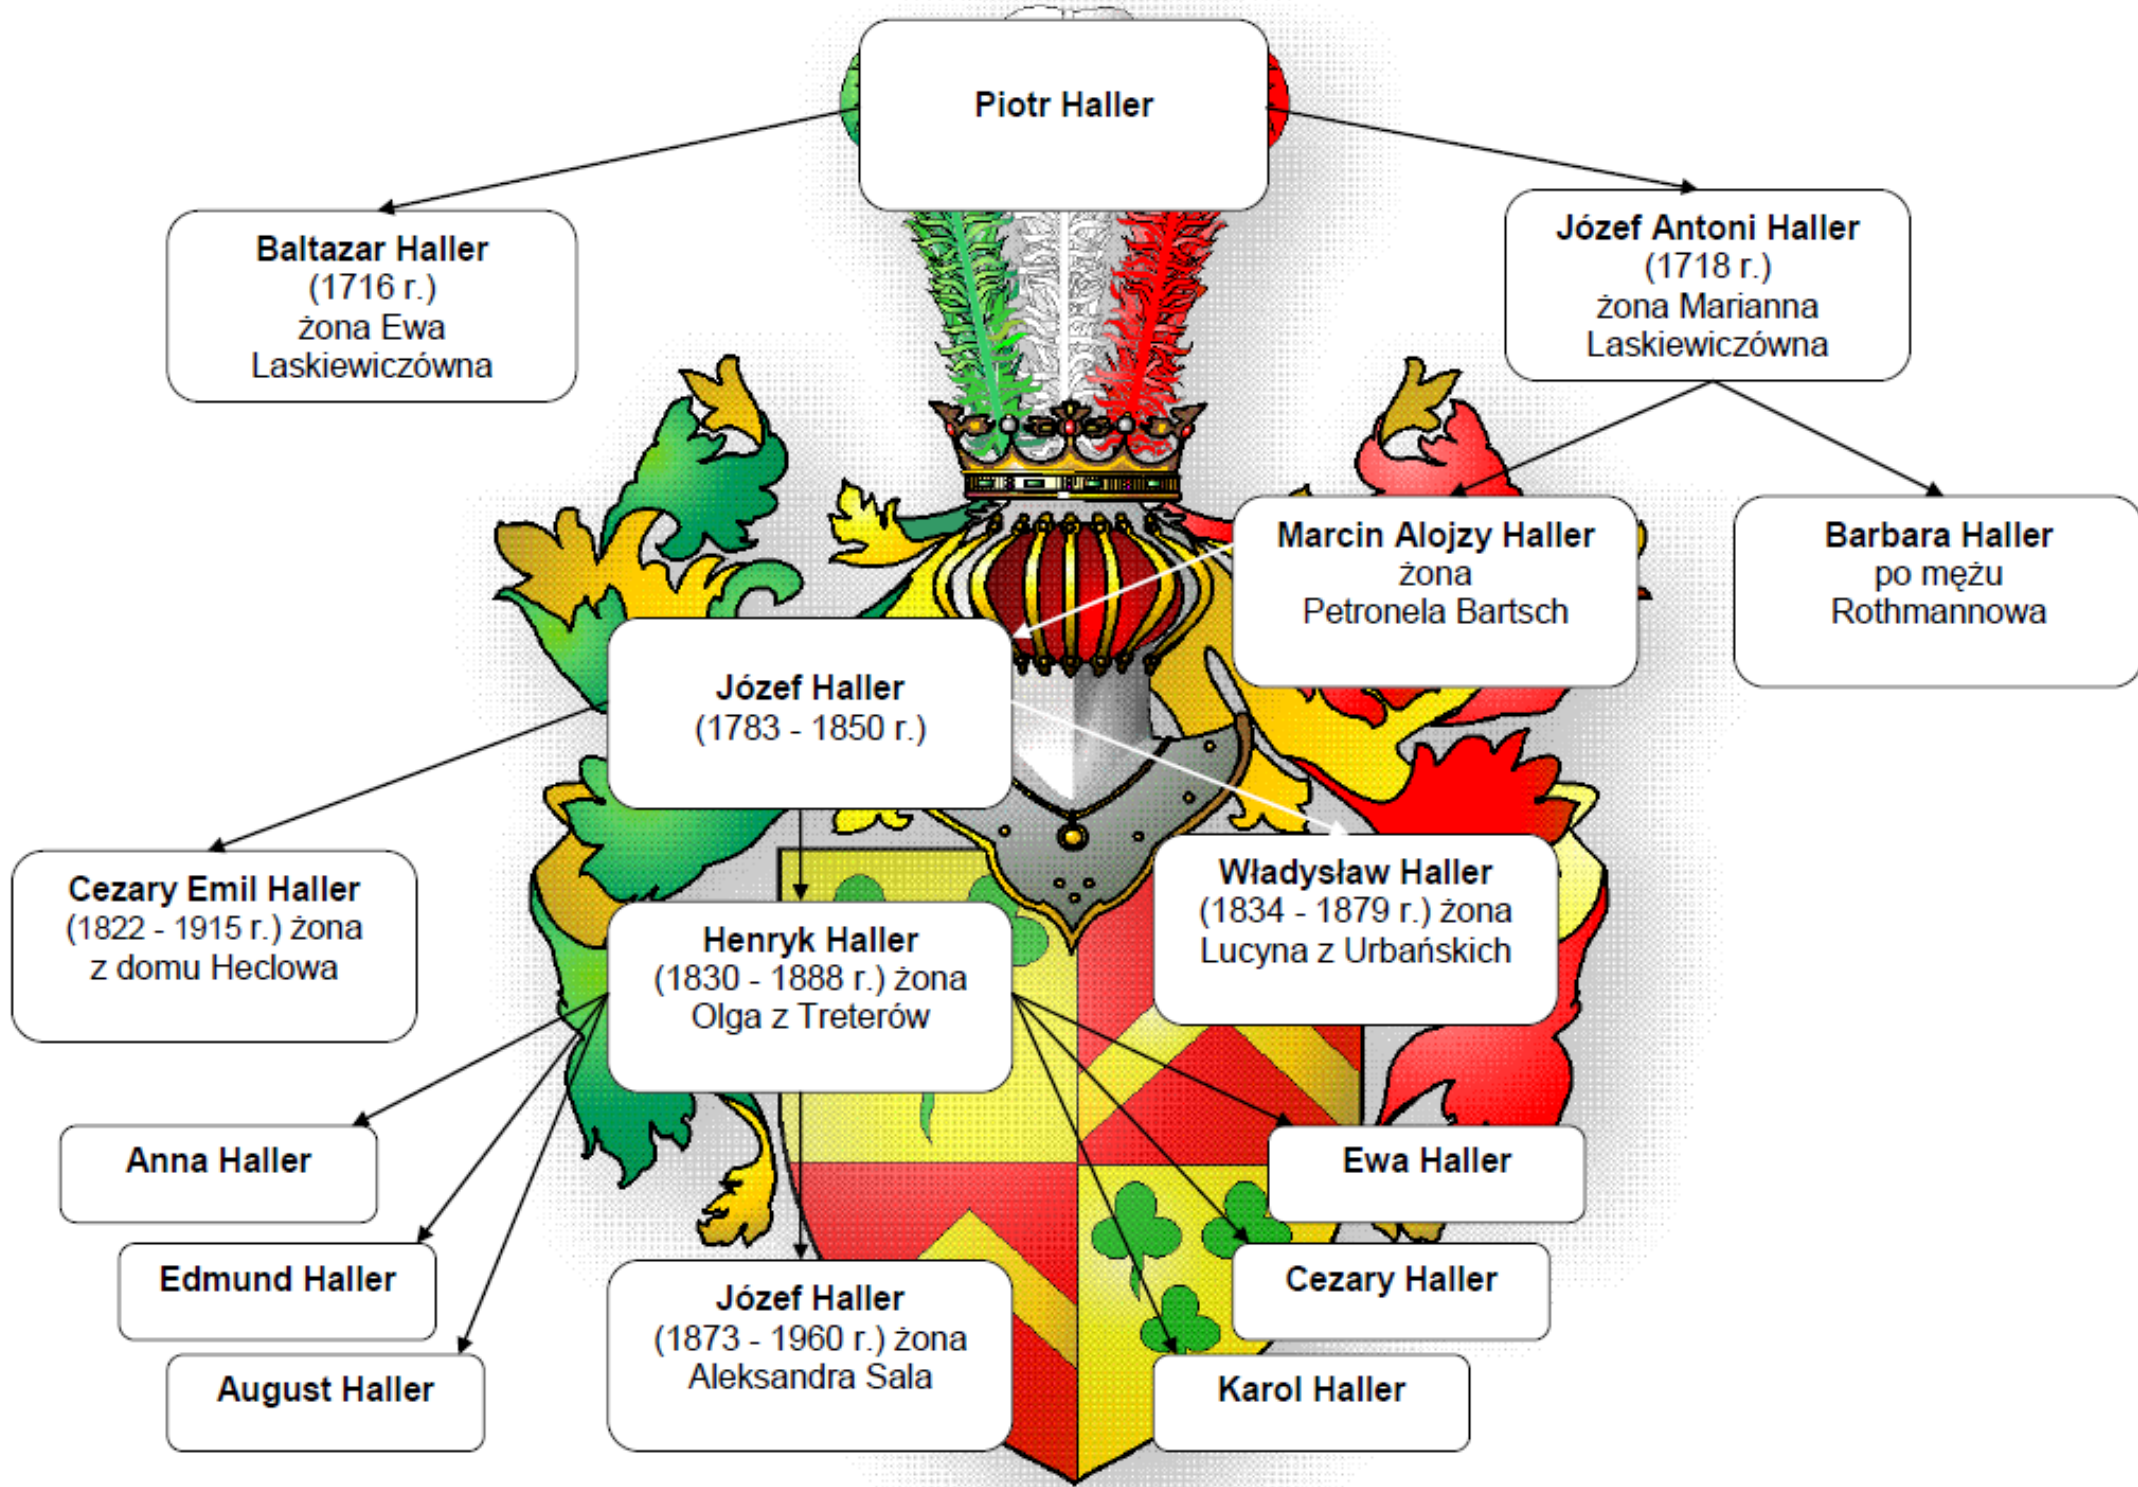 Piotr Haller
Baltazar Haller
(1716 r.)
żona Ewa
Laskiewiczówna
Józef Antoni Haller
(1718 r.)
żona Marianna
Laskiewiczówna
Marcin Alojzy Haller
żona
Petronela Bartsch
Barbara Haller
po mężu
Rothmannowa
Józef Haller
(1783 - 1850 r.)
Cezary Emil Haller
(1822 - 1915 r.) żona
z domu Heclowa
Henryk Haller
(1830 - 1888 r.) żona
Olga z Treterów
Władysław Haller
(1834 - 1879 r.) żona
Lucyna z Urbańskich
Anna Haller
Edmund Haller
August Haller
Józef Haller
(1873 - 1960 r.) żona
Aleksandra Sala
Ewa Haller
Cezary Haller
Karol Haller